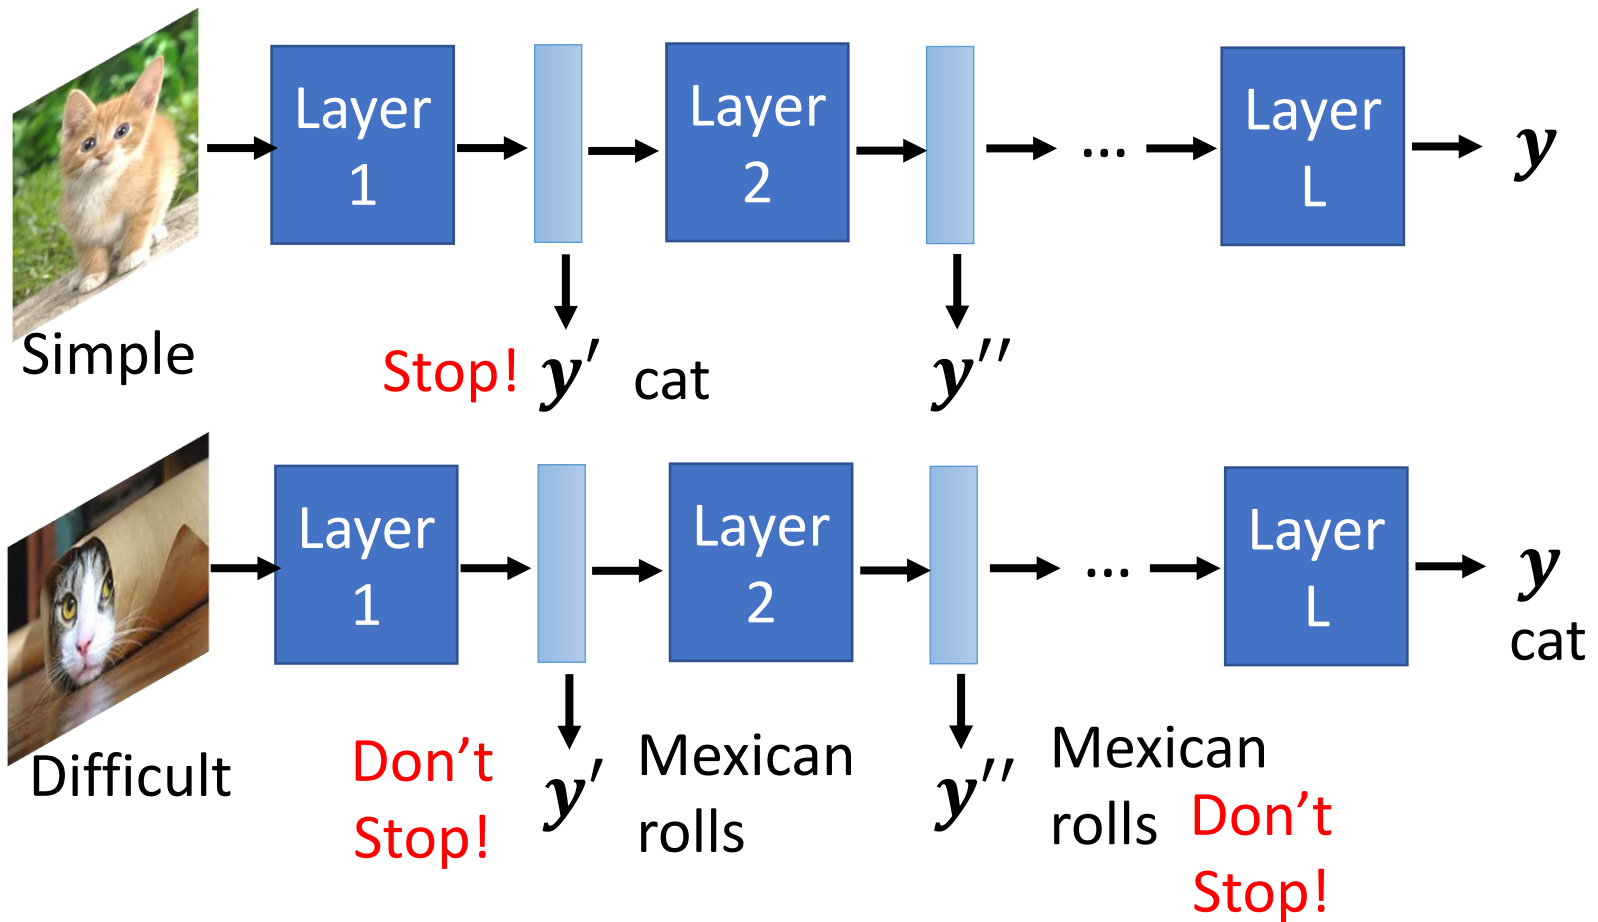 Layer
1
Layer
2
...
Layer
L
y
Simple
Stop! y′ cat
y′′
Layer
1
Layer
2
...
Layer
L
y
cat
Difficult
Don’t
Stop!
y′
Mexican
rolls
y′′
Mexican
rolls
Don’t
Stop!